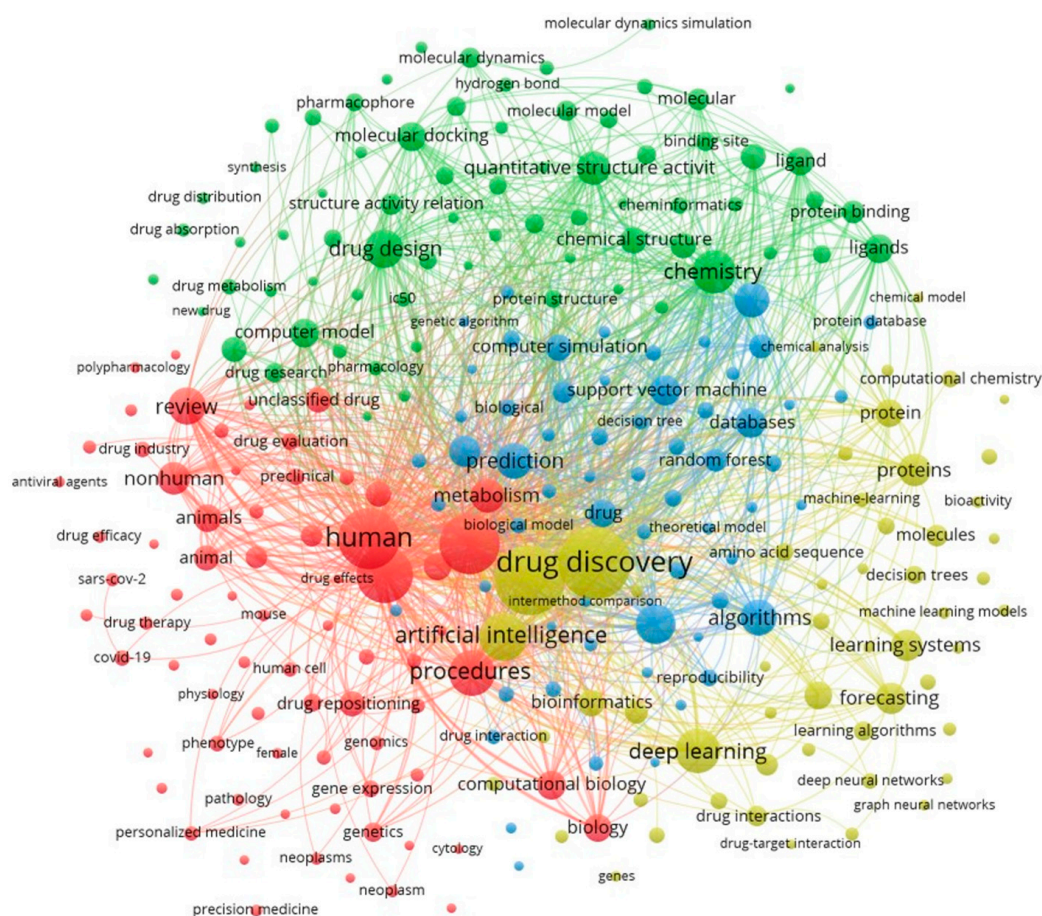 molecular dynamics simulation
molecular dynamics
hydrogen bond
pharmacophore
molecular model
molecular
molecular docking
binding site
quantitative structure activit
ligand
synthesis
drug distribution
structure activity relation
cheminformatics
protein binding
drug absorption
drug design
chemical structure
ligands
chemistry
drug metabolism
ic50
protein structure
chemical model
new drug
genetic algorithm
protein database
computer model
computer simulation
chemical analysis
polypharmacology
drug research
pharmacology
computational chemistry
review
unclassified drug
biological
support vector machine
decision tree
databases
protein
drug industry
drug evaluation
prediction
random forest
proteins
antiviral agents
nonhuman
preclinical
metabolism
machine-learning
bioactivity
animals
drug
biological model
theoretical model
drug efficacy
human
molecules
animal
drug discovery
amino acid sequence
sars-cov-2
drug effects
decision trees
intermethod comparison
mouse
drug therapy
artificial intelligence
algorithms
machine learning models
learning systems
covid-19
human cell
procedures
reproducibility
physiology
drug repositioning
bioinformatics
forecasting
phenotype
female
genomics
drug interaction
learning algorithms
deep learning
pathology
gene expression
computational biology
deep neural networks
graph neural networks
personalized medicine
genetics
biology
drug interactions
neoplasms
cytology
drug-target interaction
neoplasm
genes
precision medicine